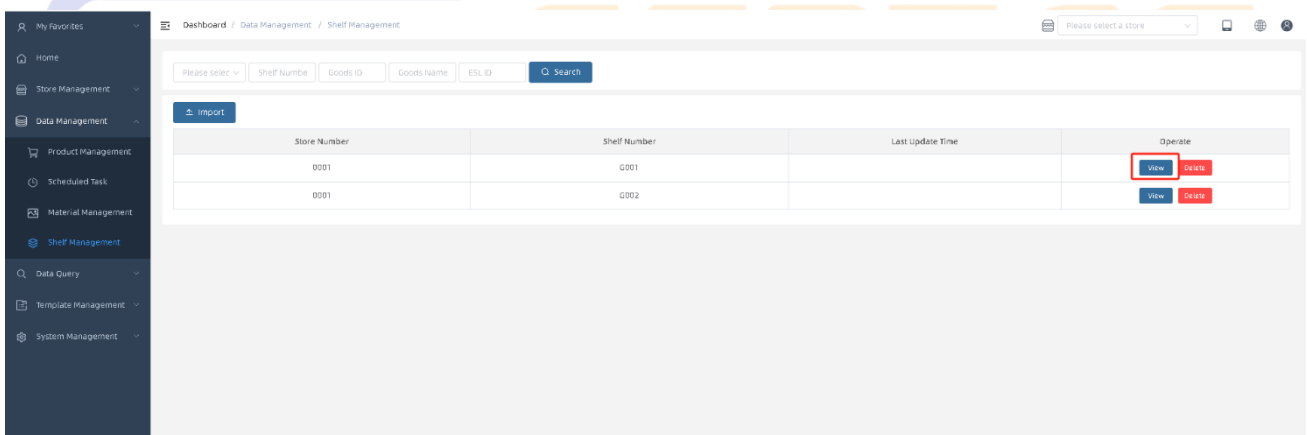 My Favorites
Dashboard / Data Management / Shelf Management
Please select a store
Home
Store Management
Data Management
Product Management
Scheduled Task
Material Management
Shelf Management
Data Query
Template Management
System Management
Please selec Shelf Numbe Goods ID Goods Name ESL ID Search
Import
Store Number Shelf Number Last Update Time Operate
0001 G001 View Delete
0001 G002 View Delete